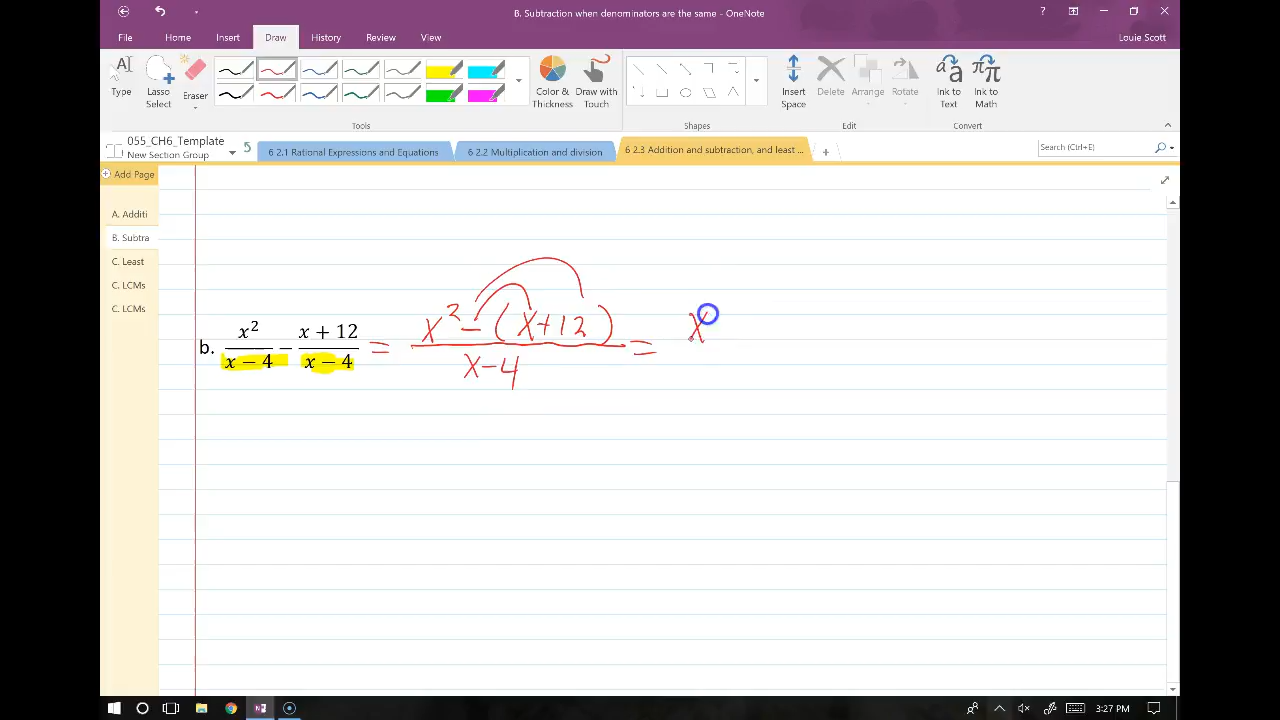 B. Subtraction when denominators are the same - OneNote
File Home Insert Draw History Review View
Louie Scott
Type
Lasso Select
Eraser
Color & Thickness
Draw with Touch
Insert Space
Delete
Arrange
Rotate
Ink to Text
Ink to Math
Tools
Shapes
Edit
Convert
055_CH6_Template
New Section Group
6 2.1 Rational Expressions and Equations
6 2.2 Multiplication and division
6 2.3 Addition and subtraction, and least ...
Search (Ctrl+E)
Add Page
A. Additi
B. Subtra
C. Least
C. LCMs
C. LCMs
b. x²/(x − 4) − (x + 12)/(x − 4) = (x² − (x+12))/(x−4) = x
3:27 PM